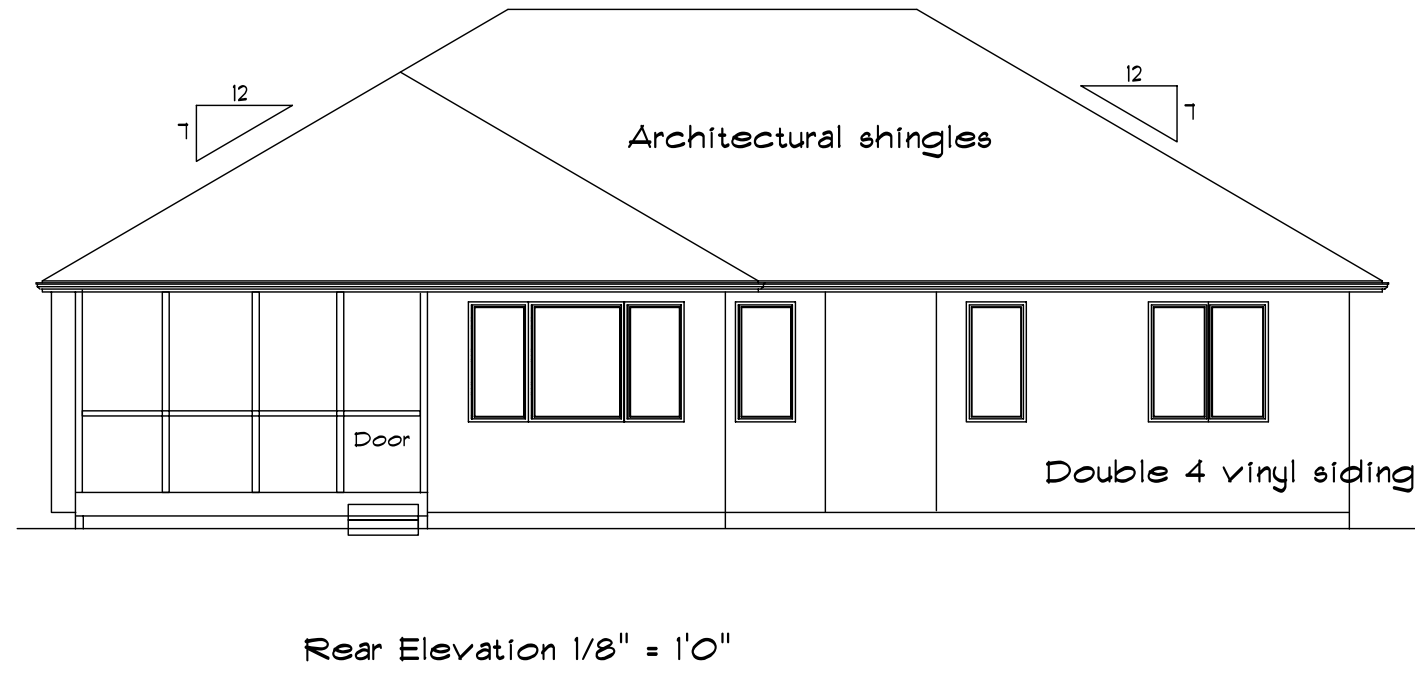 12
7
12
7
Architectural shingles
Door
Double 4 vinyl siding
Rear Elevation 1/8" = 1'0"